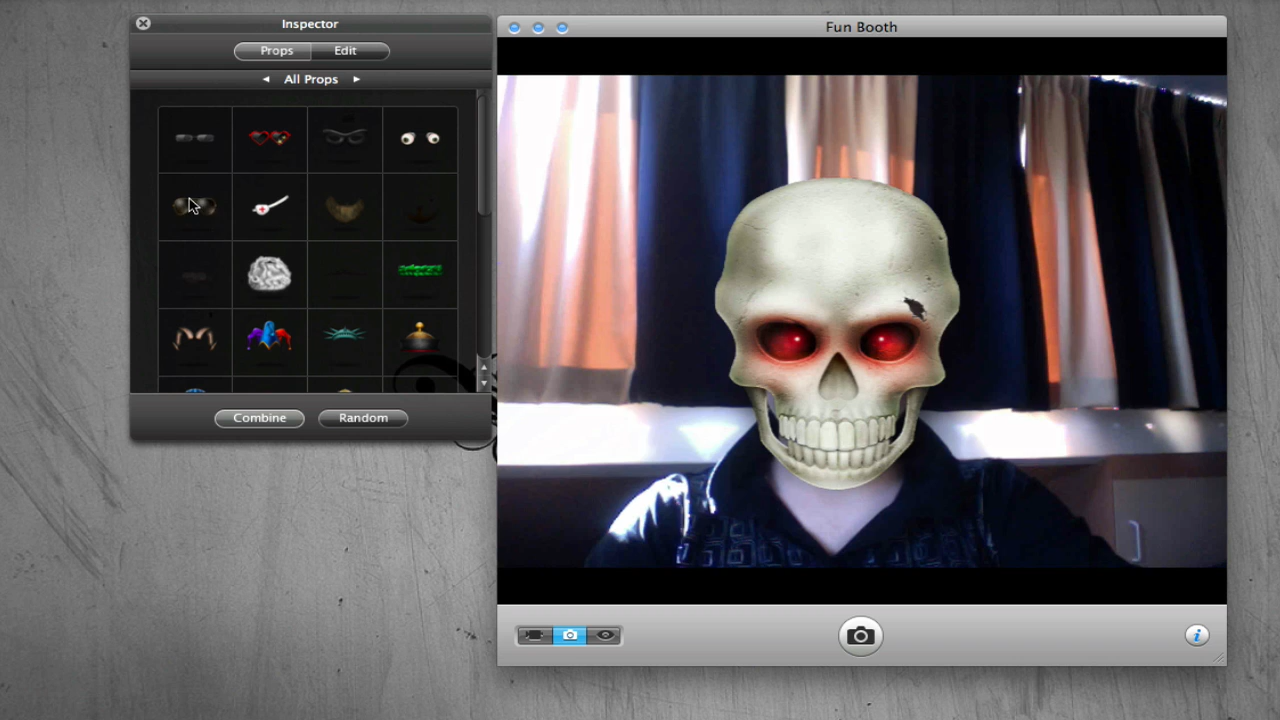 Inspector
Props Edit
All Props
Combine Random
Fun Booth
i